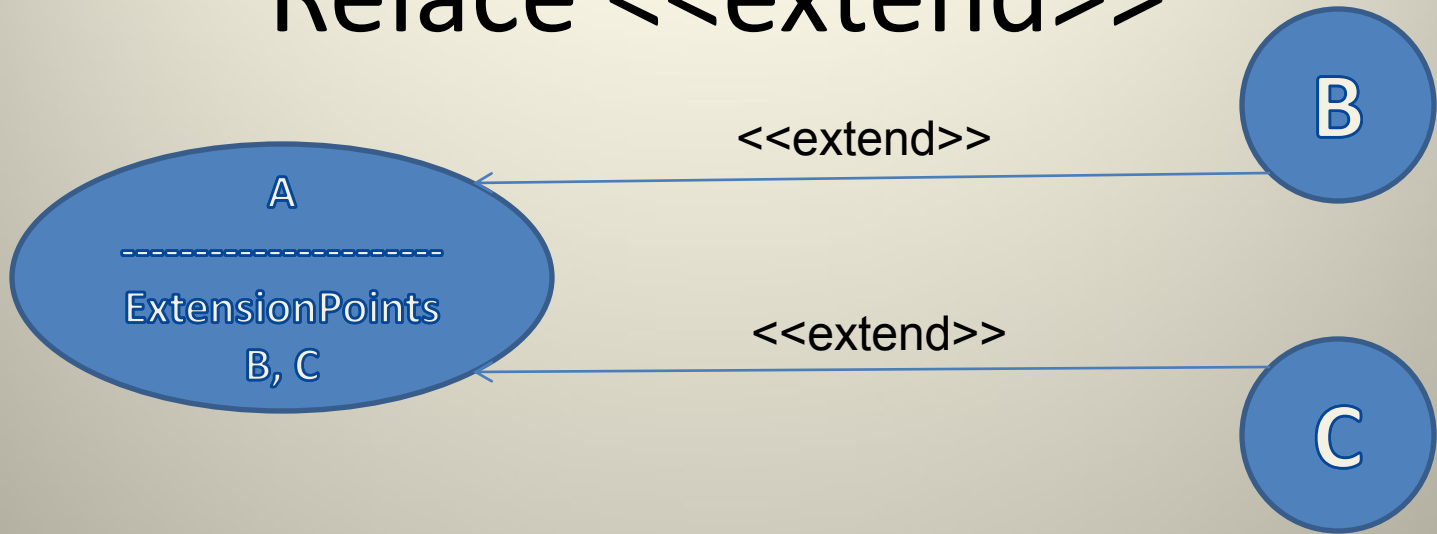 Relace <<extend>>
B
<<extend>>
A
---------------------
ExtensionPoints
B, C
<<extend>>
C